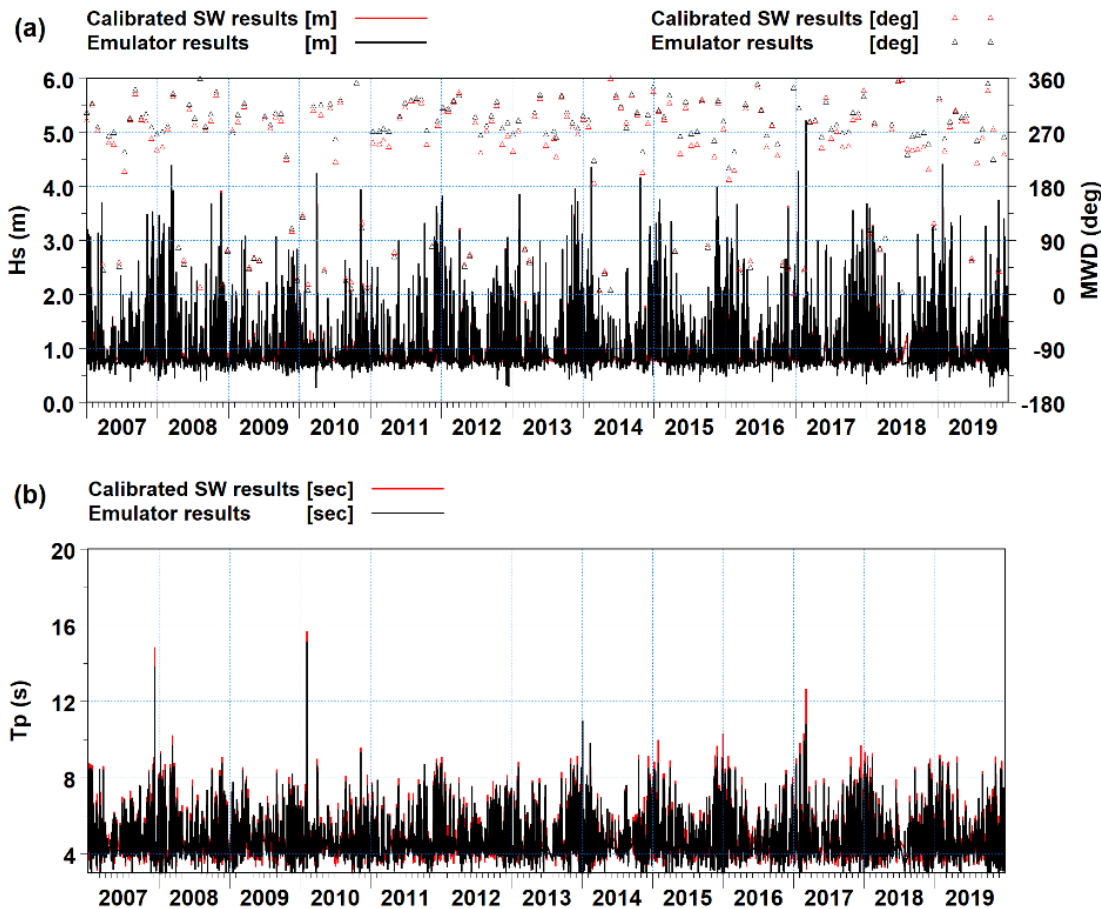 (a)
Calibrated SW results [m]
Emulator results [m]
Calibrated SW results [deg]
Emulator results [deg]
6.0
5.0
4.0
3.0
2.0
1.0
0.0
Hs (m)
360
270
180
90
0
-90
-180
MWD (deg)
2007 2008 2009 2010 2011 2012 2013 2014 2015 2016 2017 2018 2019
(b)
Calibrated SW results [sec]
Emulator results [sec]
20
16
12
8
4
Tp (s)
2007 2008 2009 2010 2011 2012 2013 2014 2015 2016 2017 2018 2019